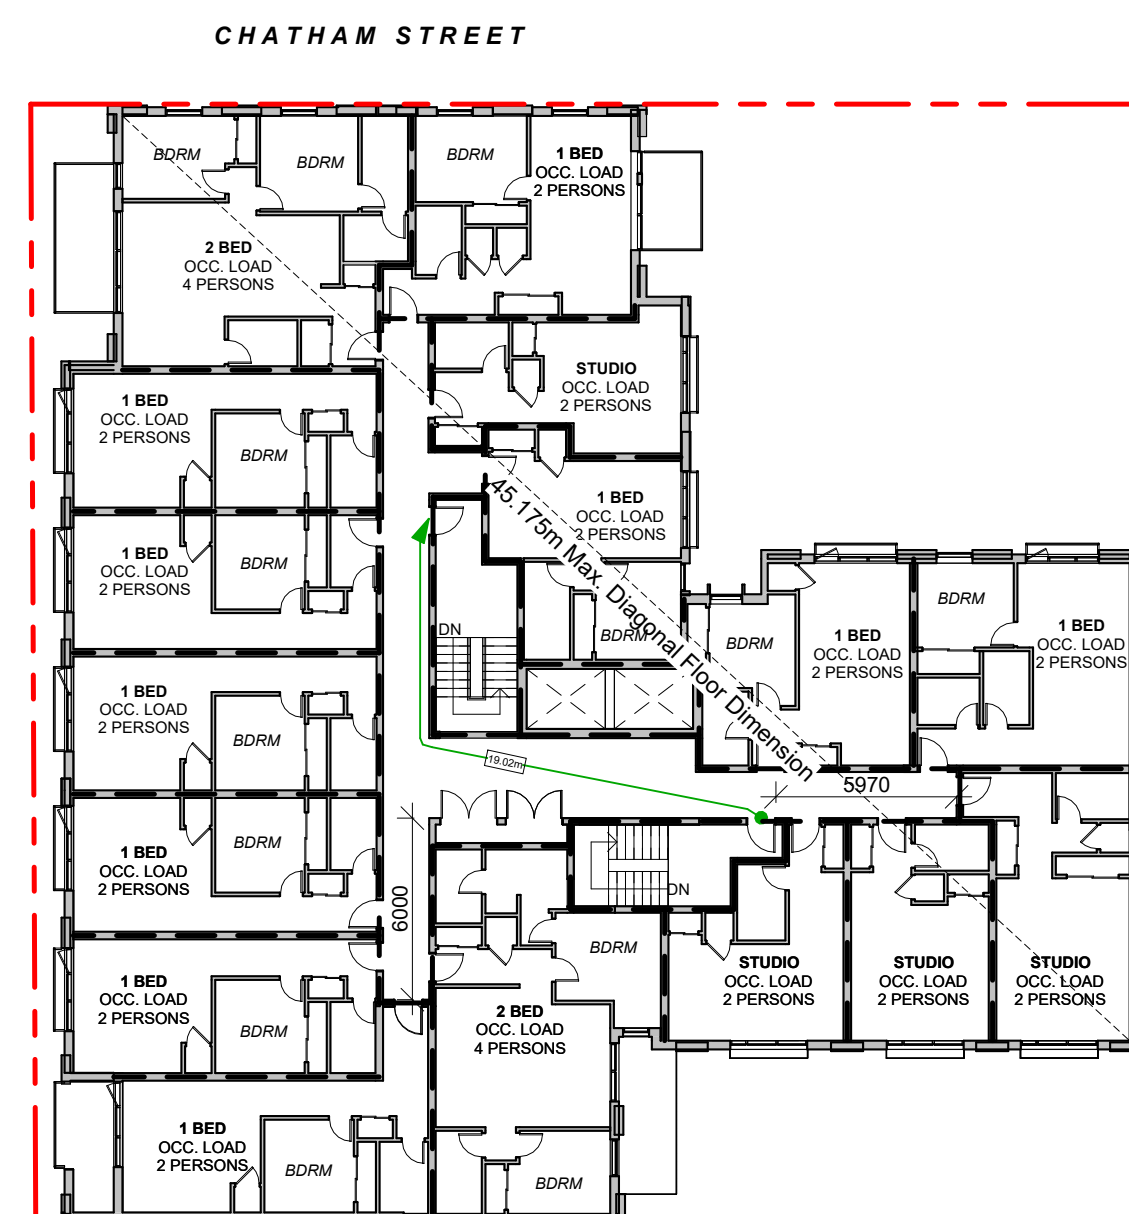 CHATHAM STREET
BDRM
BDRM
BDRM
1 BED
OCC. LOAD
2 PERSONS
2 BED
OCC. LOAD
4 PERSONS
STUDIO
OCC. LOAD
2 PERSONS
1 BED
OCC. LOAD
2 PERSONS
BDRM
1 BED
OCC. LOAD
2 PERSONS
45.175m Max. Diagonal Floor Dimension
1 BED
OCC. LOAD
2 PERSONS
BDRM
DN
BDRM
BDRM
1 BED
OCC. LOAD
2 PERSONS
BDRM
1 BED
OCC. LOAD
2 PERSONS
1 BED
OCC. LOAD
2 PERSONS
BDRM
19.02m
5970
1 BED
OCC. LOAD
2 PERSONS
BDRM
6000
DN
BDRM
1 BED
OCC. LOAD
2 PERSONS
BDRM
2 BED
OCC. LOAD
4 PERSONS
STUDIO
OCC. LOAD
2 PERSONS
STUDIO
OCC. LOAD
2 PERSONS
STUDIO
OCC. LOAD
2 PERSONS
1 BED
OCC. LOAD
2 PERSONS
BDRM
BDRM